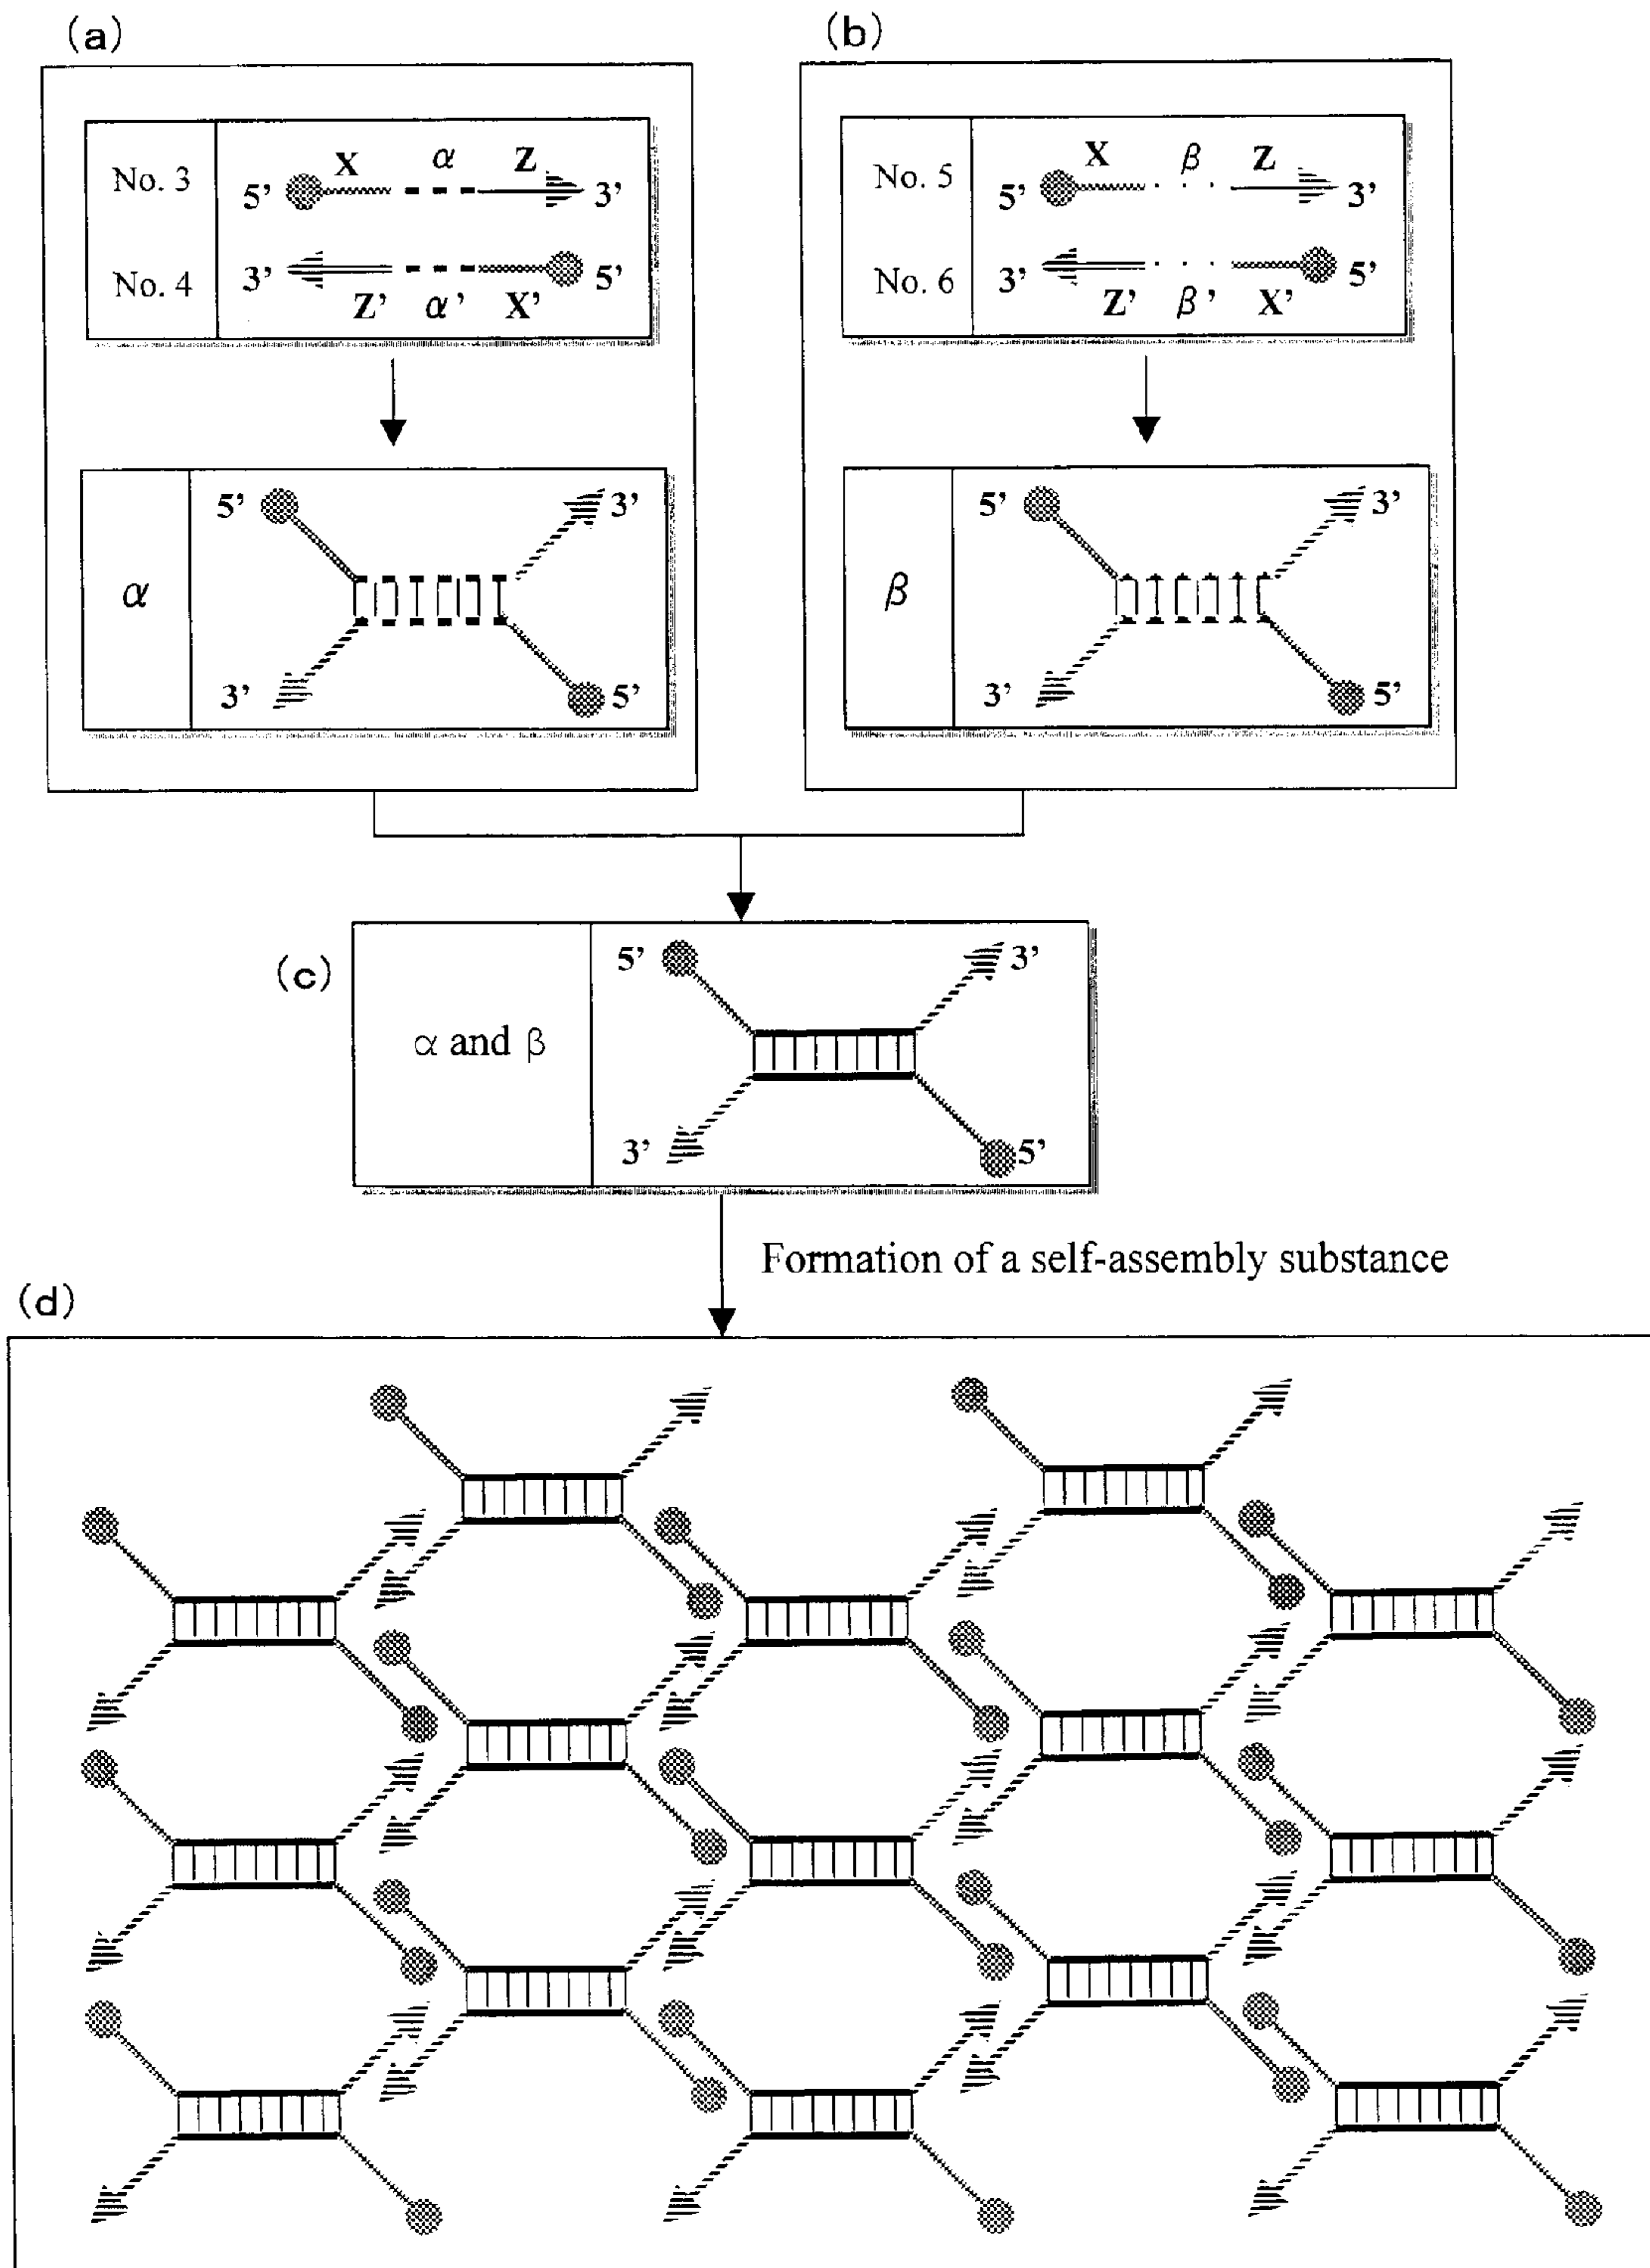 (a)
No. 3
X α Z
5' 3'
No. 4
3' 5'
Z' α' X'
α
5' 3'
3' 5'
(b)
No. 5
X β Z
5' 3'
No. 6
3' 5'
Z' β' X'
β
5' 3'
3' 5'
(c)
α and β
5' 3'
3' 5'
Formation of a self-assembly substance
(d)